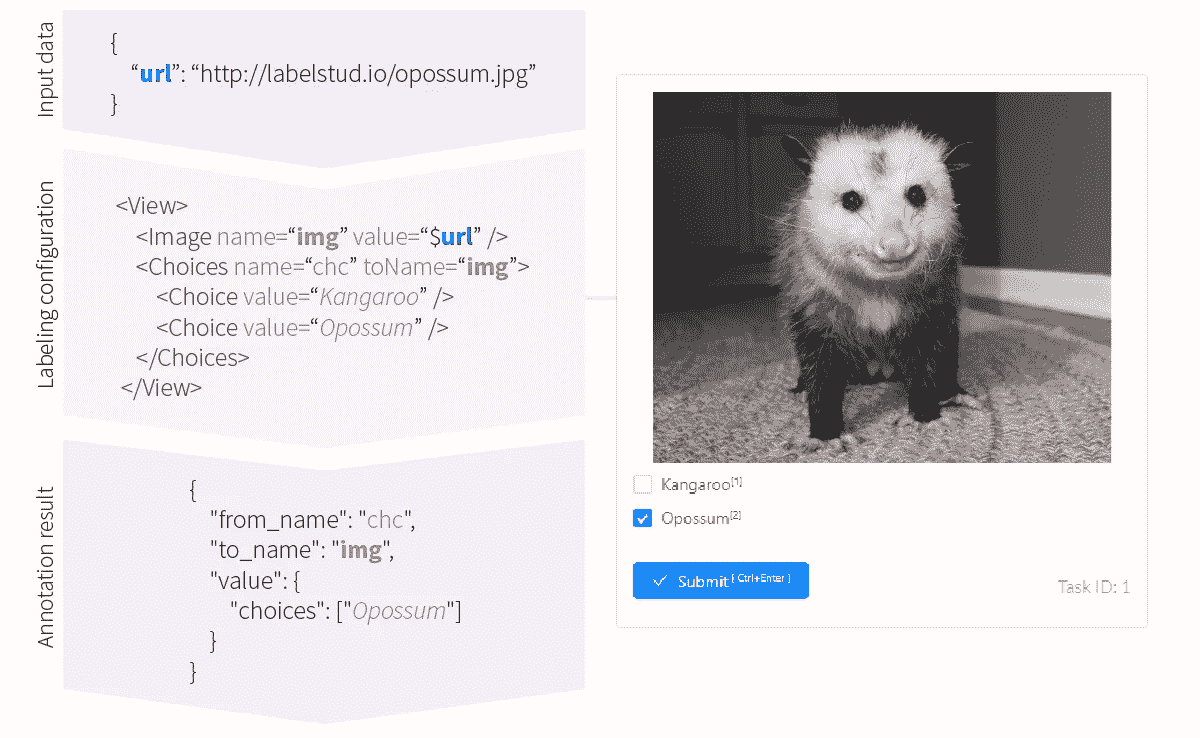 Input data
{
“url”: “http://labelstud.io/opossum.jpg”
}
Labeling configuration
<View>
<Image name=“img” value=“$url” />
<Choices name=“chc” toName=“img”>
<Choice value=“Kangaroo” />
<Choice value=“Opossum” />
</Choices>
</View>
Annotation result
{
"from_name": "chc",
"to_name": "img",
"value": {
"choices": ["Opossum"]
}
}
Kangaroo[1]
Opossum[2]
Submit [ Ctrl+Enter ]
Task ID: 1